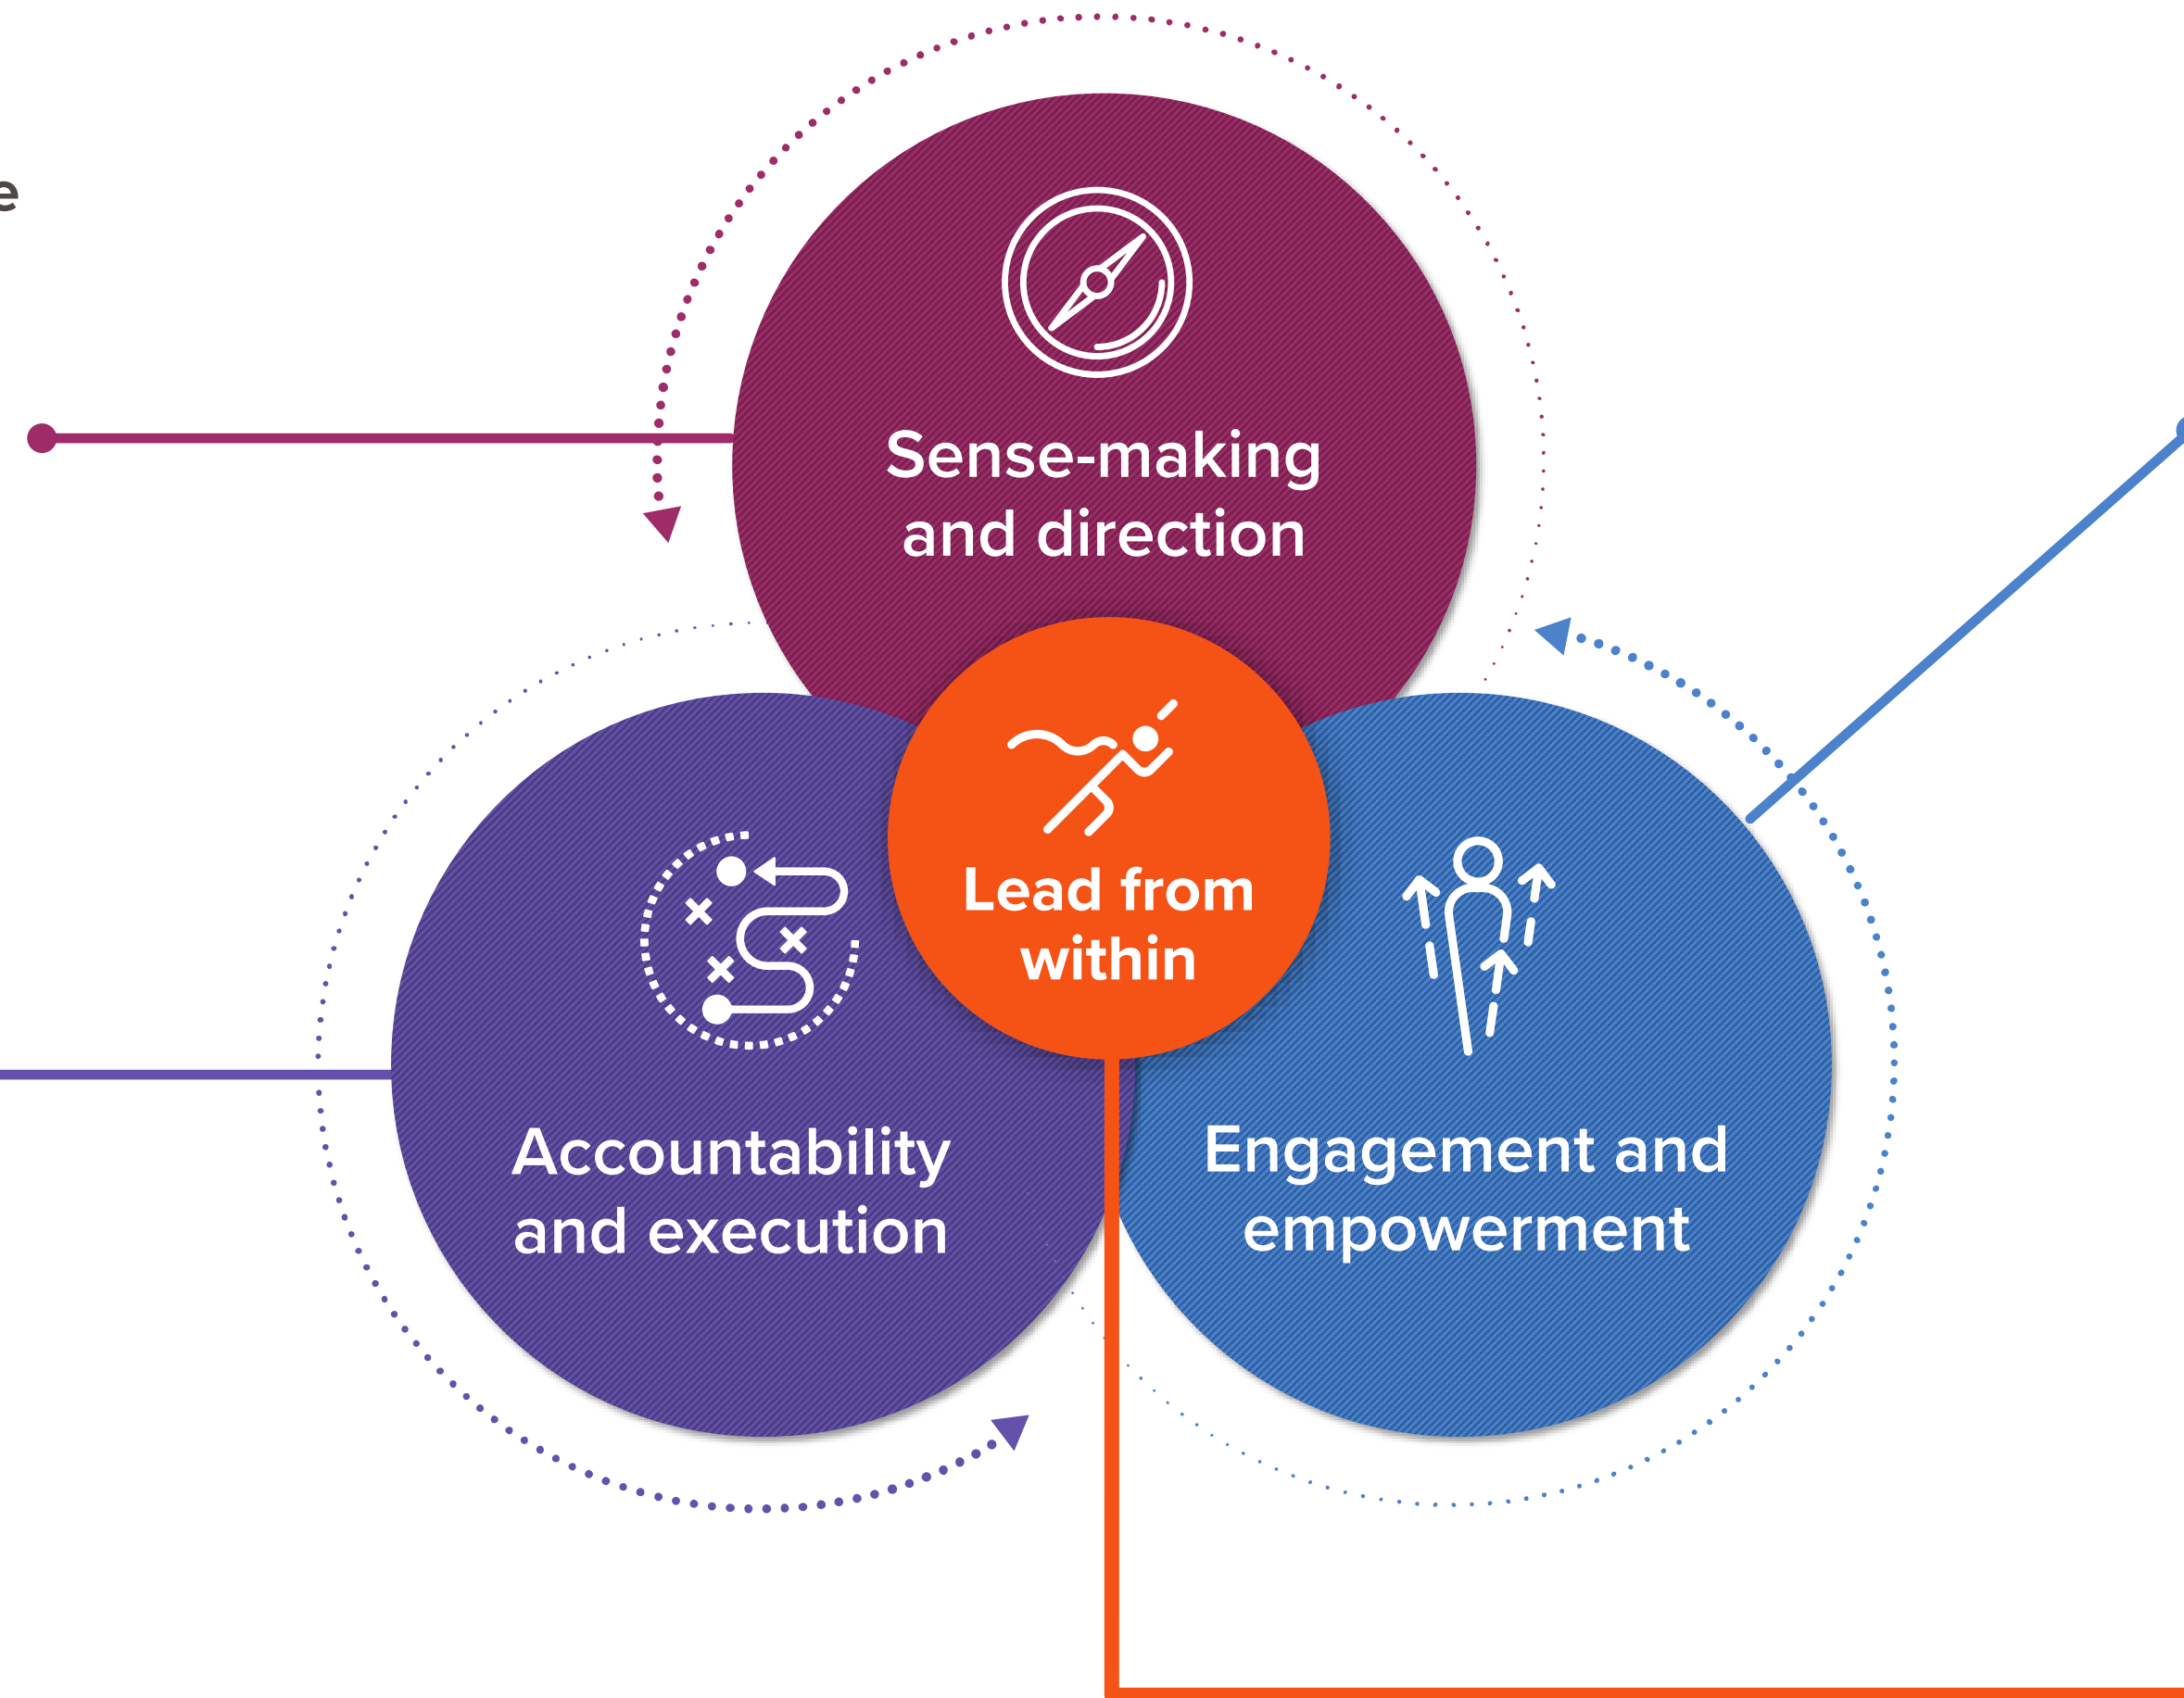 e
Sense-making
and direction
Lead from
within
Accountability
and execution
Engagement and
empowerment